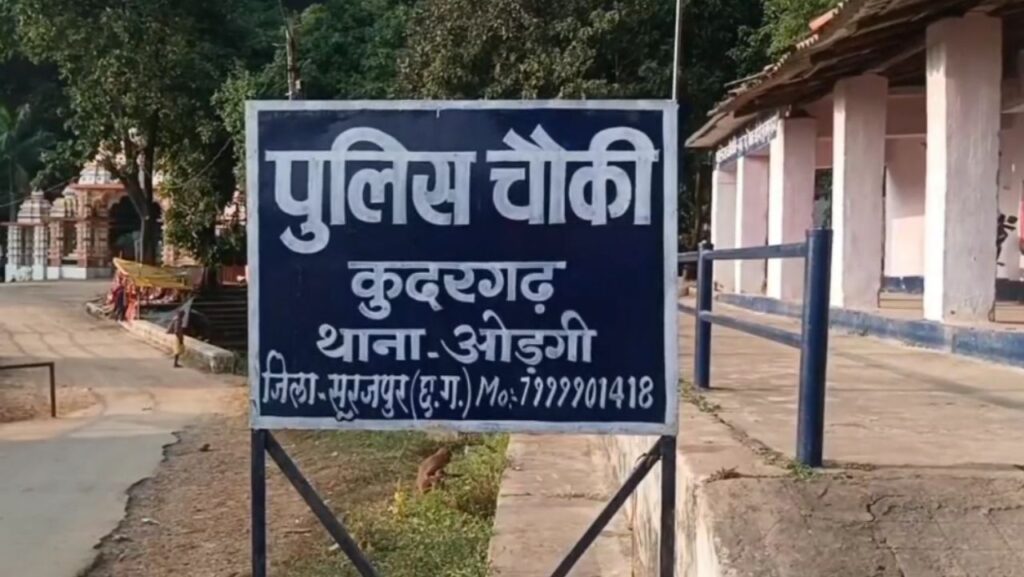 पुलिस चौकी
कुदरगढ़
थाना-ओड़गी
जिला-सूरजपुर(छ.ग.) Mo:-7999901418